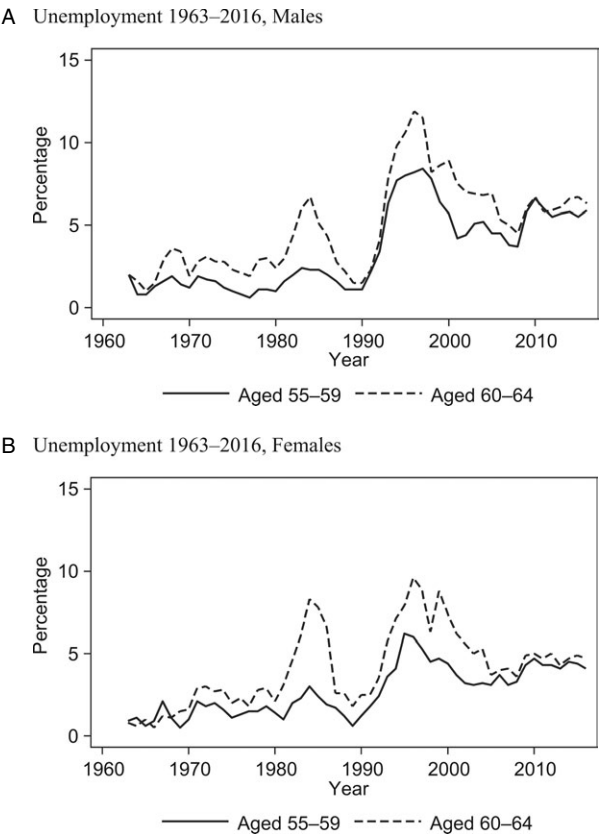 A Unemployment 1963–2016, Males
15
10
5
0
Percentage
1960 1970 1980 1990 2000 2010
Year
Aged 55–59 Aged 60–64
B Unemployment 1963–2016, Females
15
10
5
0
Percentage
1960 1970 1980 1990 2000 2010
Year
Aged 55–59 Aged 60–64